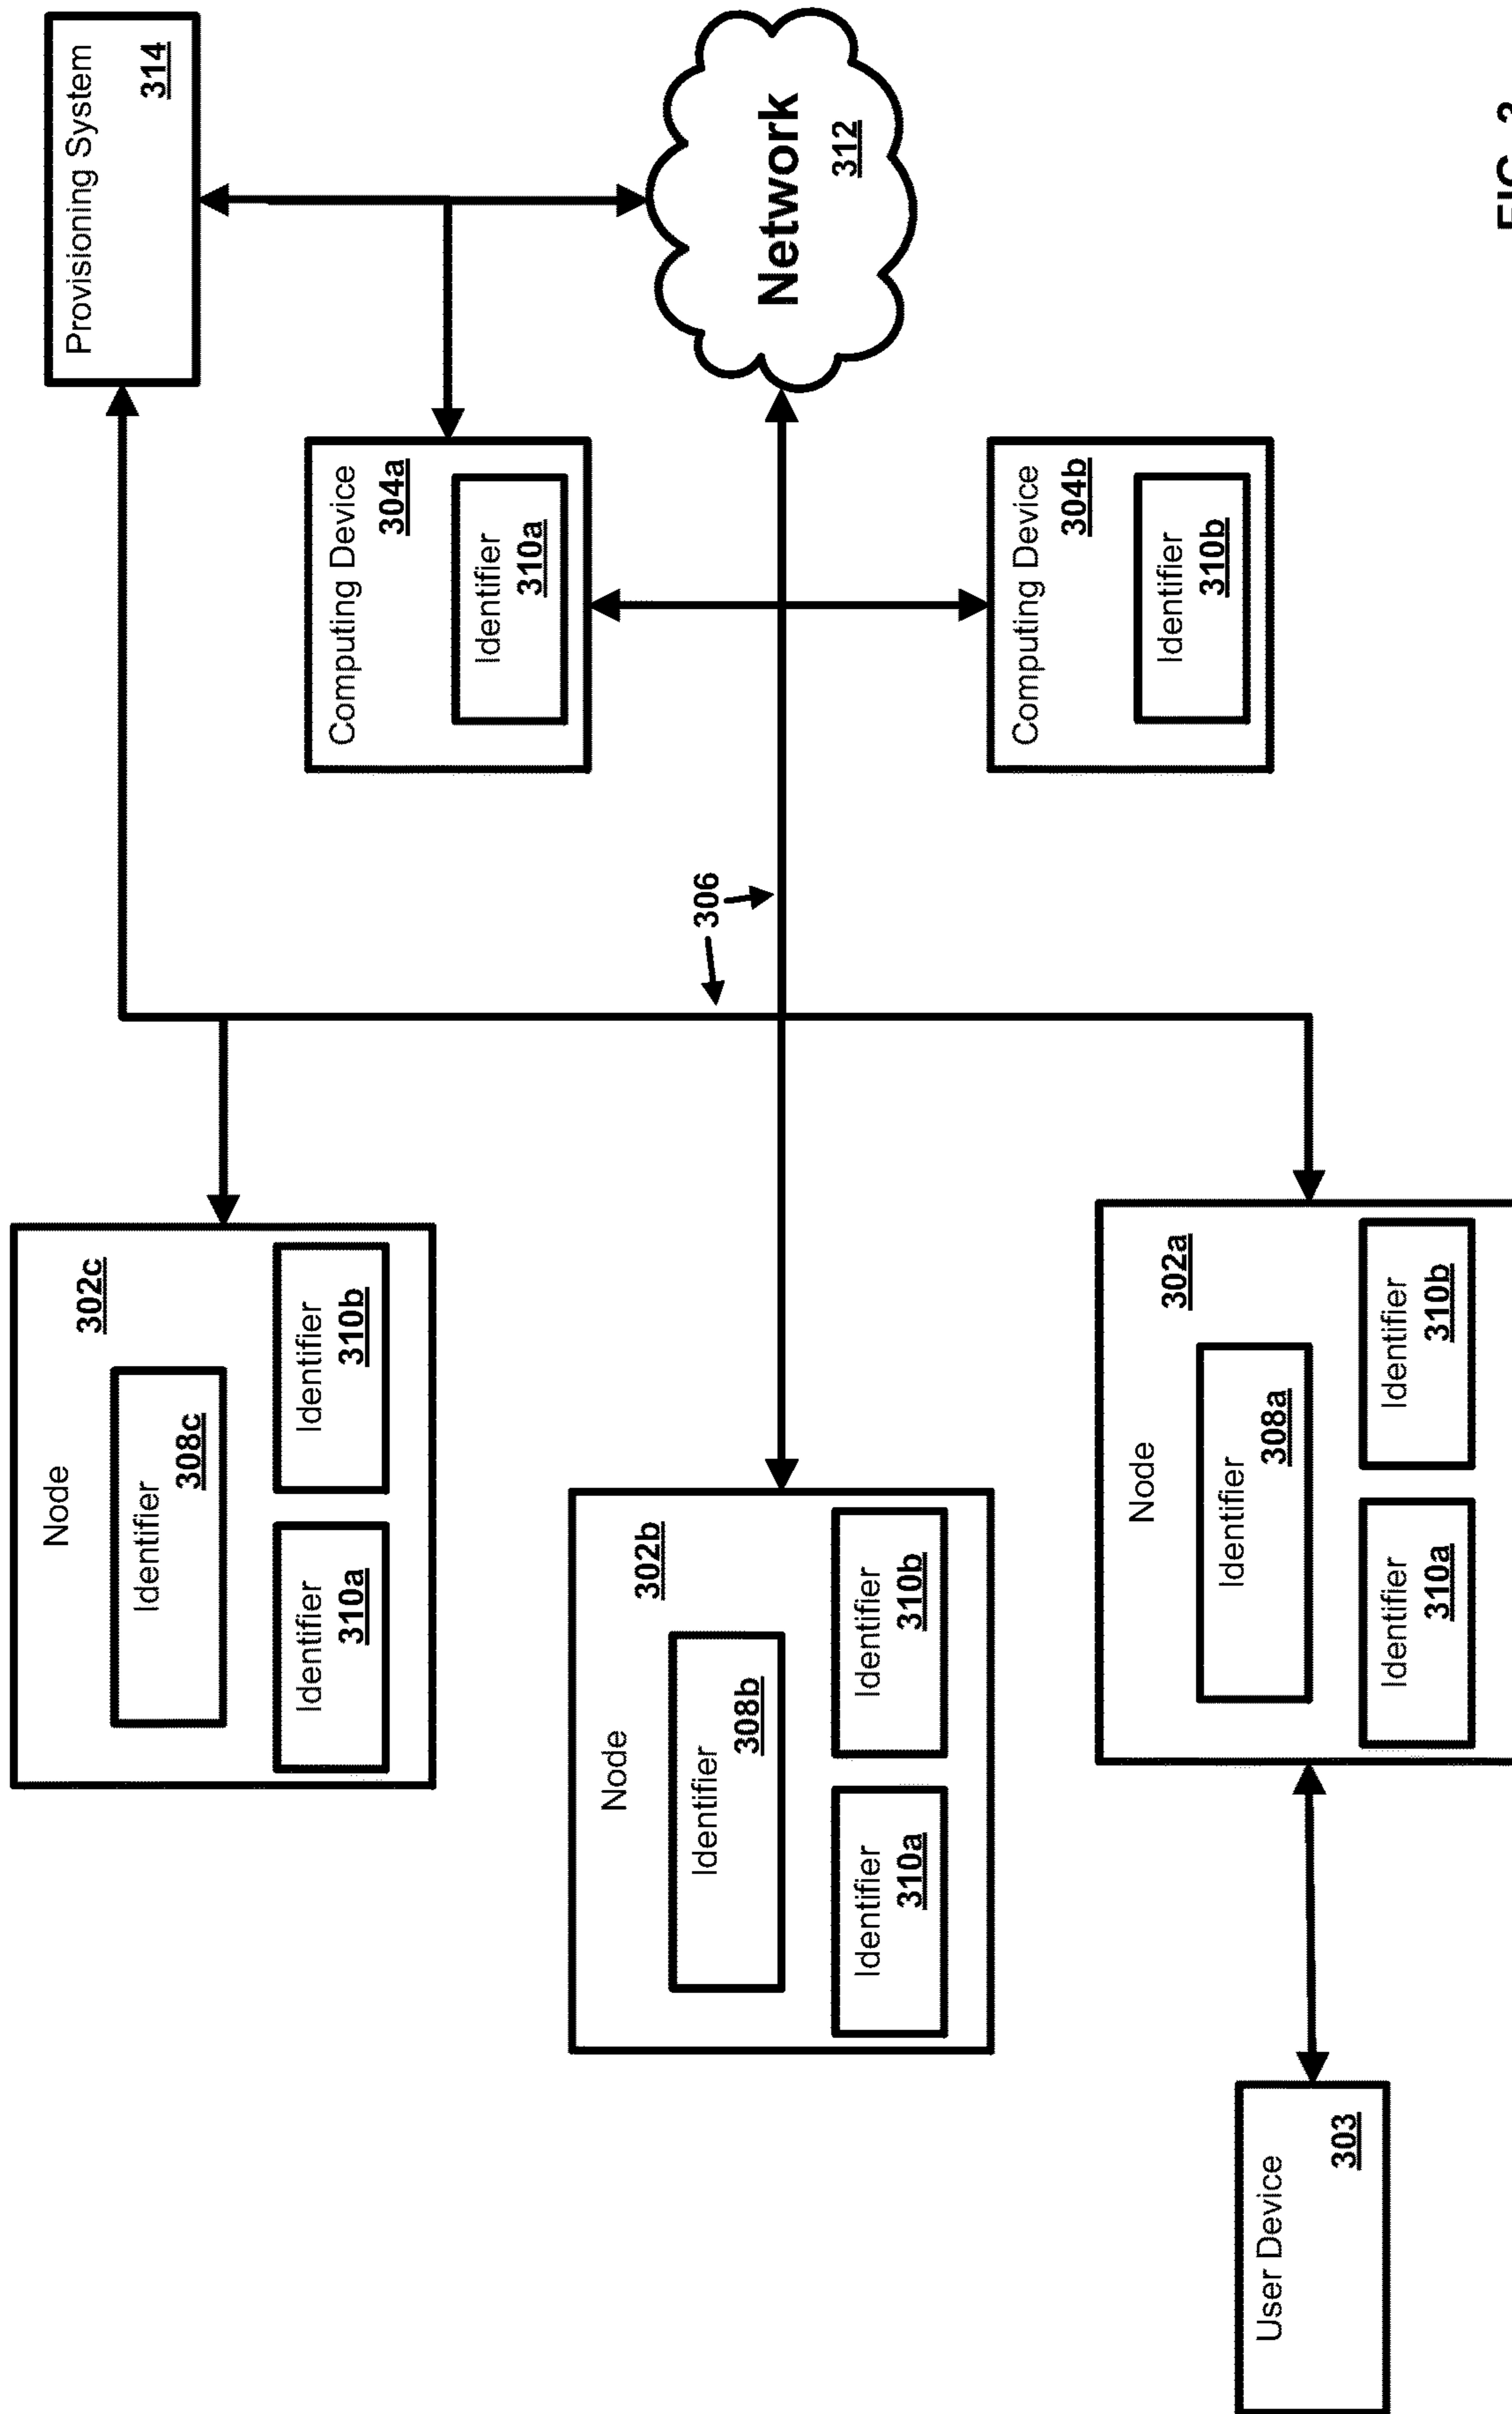 Node
302c
Identifier
308c
Identifier
310a
Identifier
310b
Provisioning System
314
Computing Device
304a
Identifier
310a
Node
302b
Identifier
308b
Identifier
310a
Identifier
310b
306
Network
312
Computing Device
304b
Identifier
310b
User Device
303
Node
302a
Identifier
308a
Identifier
310a
Identifier
310b
FIG. 3